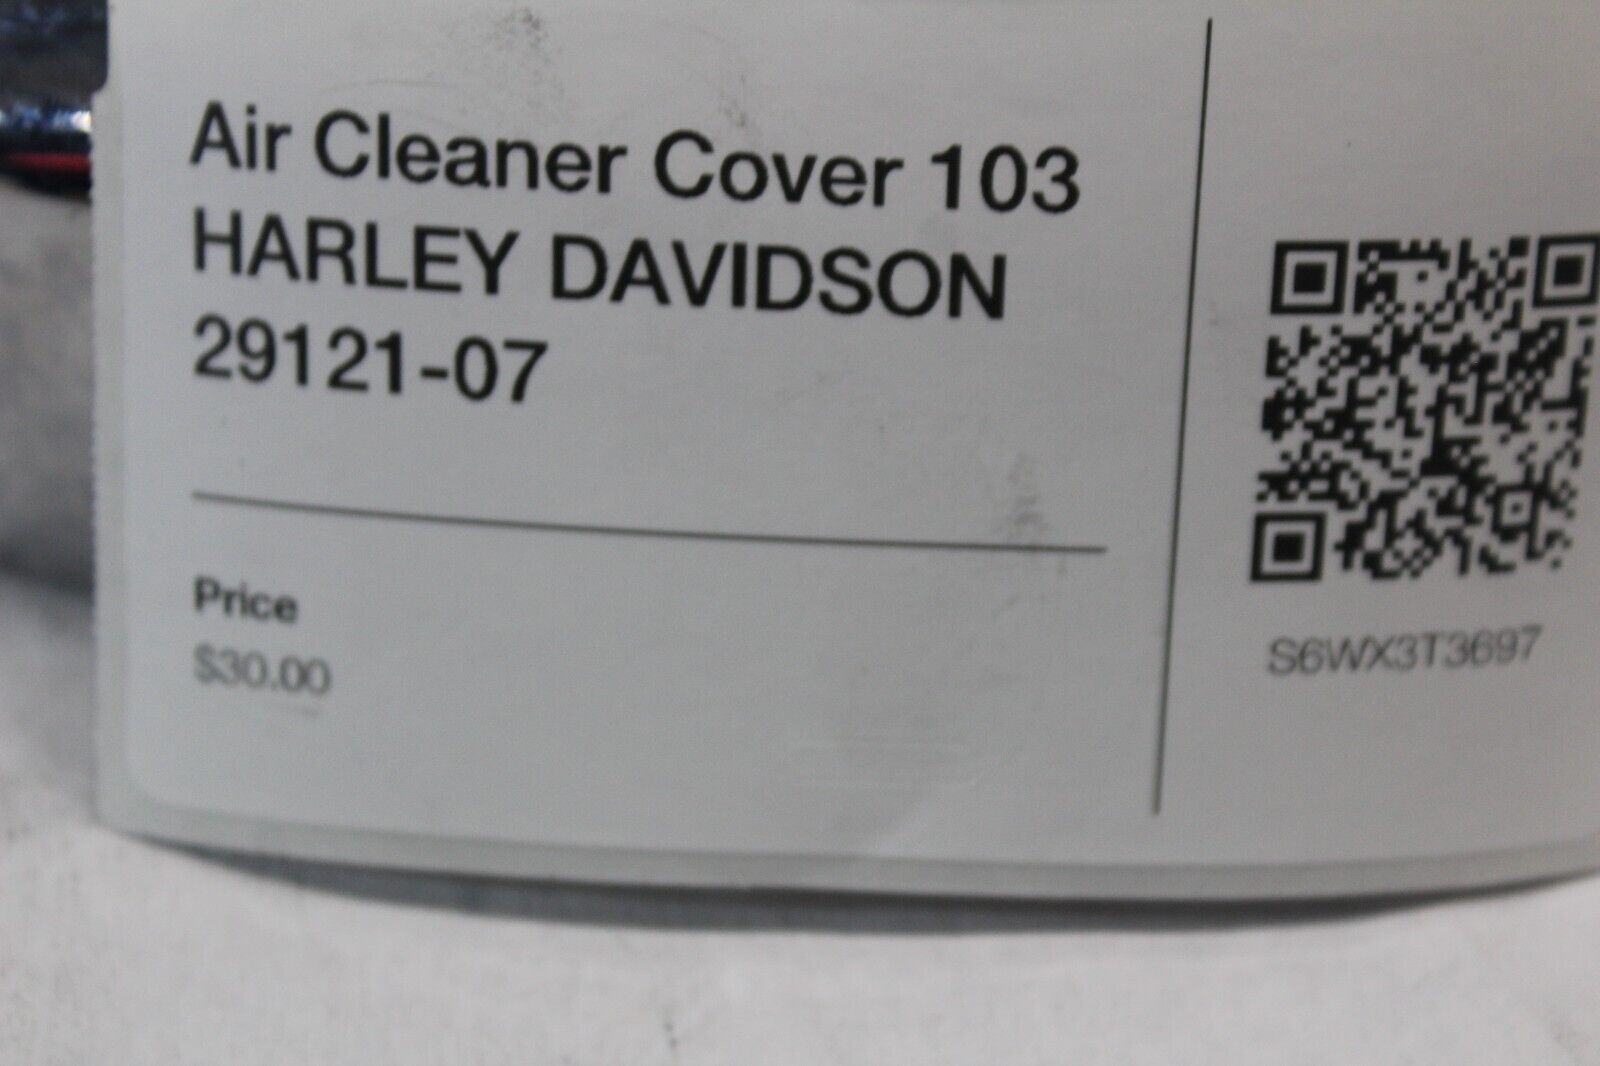 Air Cleaner Cover 103
HARLEY DAVIDSON
29121-07
Price
$30.00
S6WX3T3697